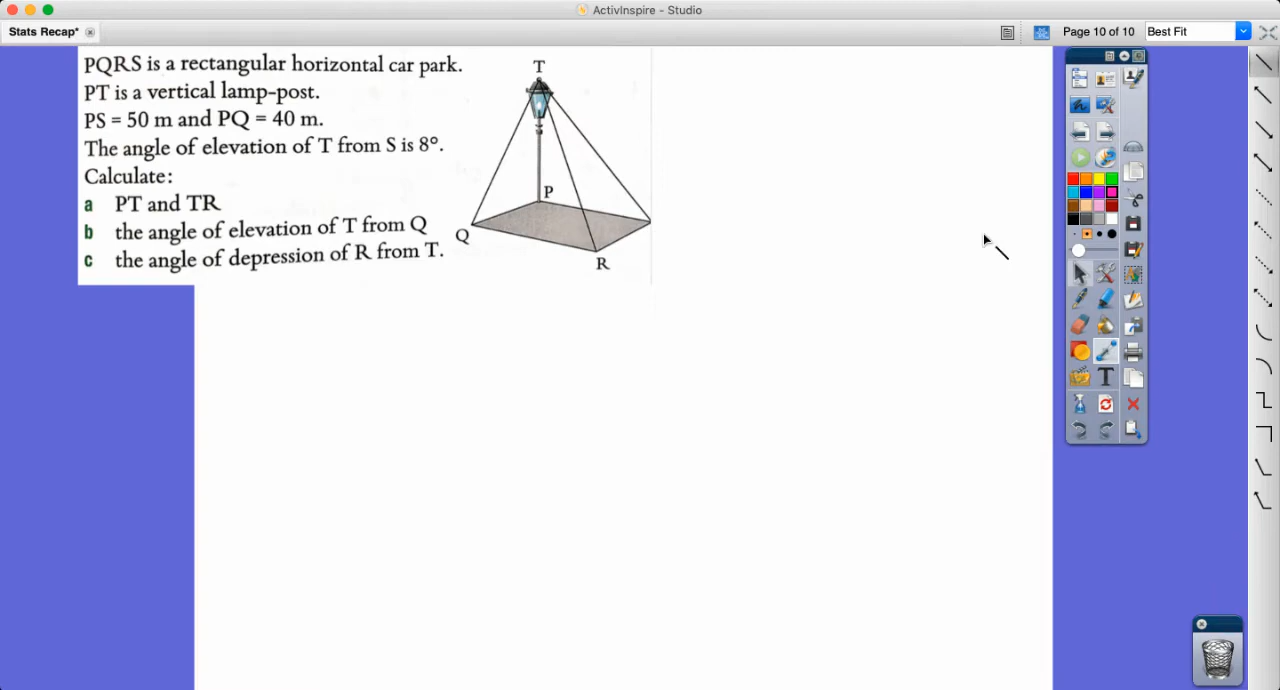 ActivInspire - Studio
Stats Recap*
Page 10 of 10
Best Fit
PQRS is a rectangular horizontal car park.
PT is a vertical lamp-post.
PS = 50 m and PQ = 40 m.
The angle of elevation of T from S is 8°.
Calculate:
a PT and TR
b the angle of elevation of T from Q
c the angle of depression of R from T.
T
P
Q
R
T